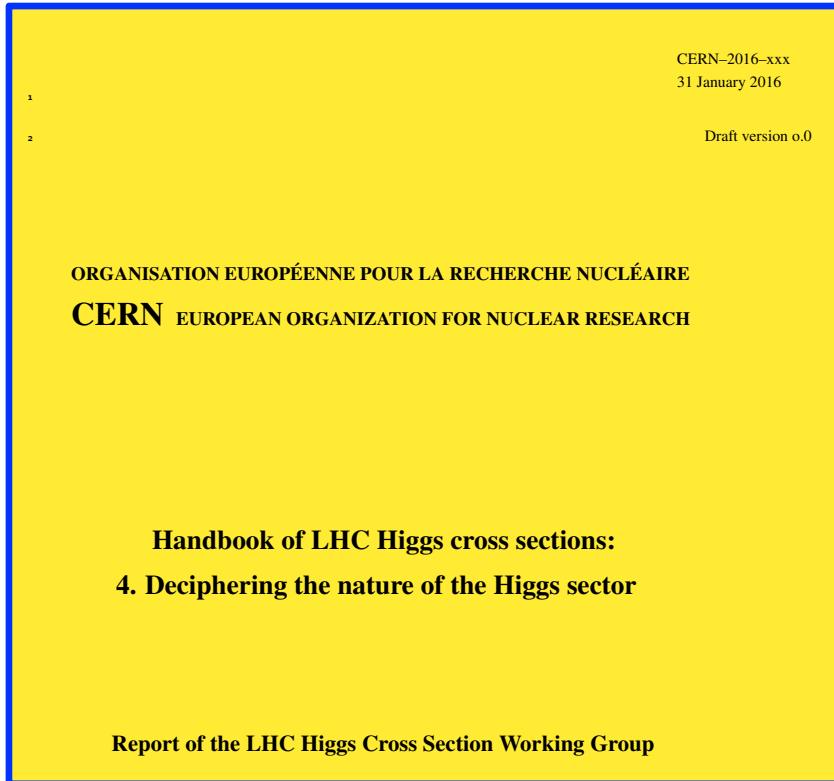 CERN–2016–xxx
31 January 2016
1
2 Draft version 0.0
ORGANISATION EUROPÉENNE POUR LA RECHERCHE NUCLÉAIRE
CERN EUROPEAN ORGANIZATION FOR NUCLEAR RESEARCH
Handbook of LHC Higgs cross sections:
4. Deciphering the nature of the Higgs sector
Report of the LHC Higgs Cross Section Working Group